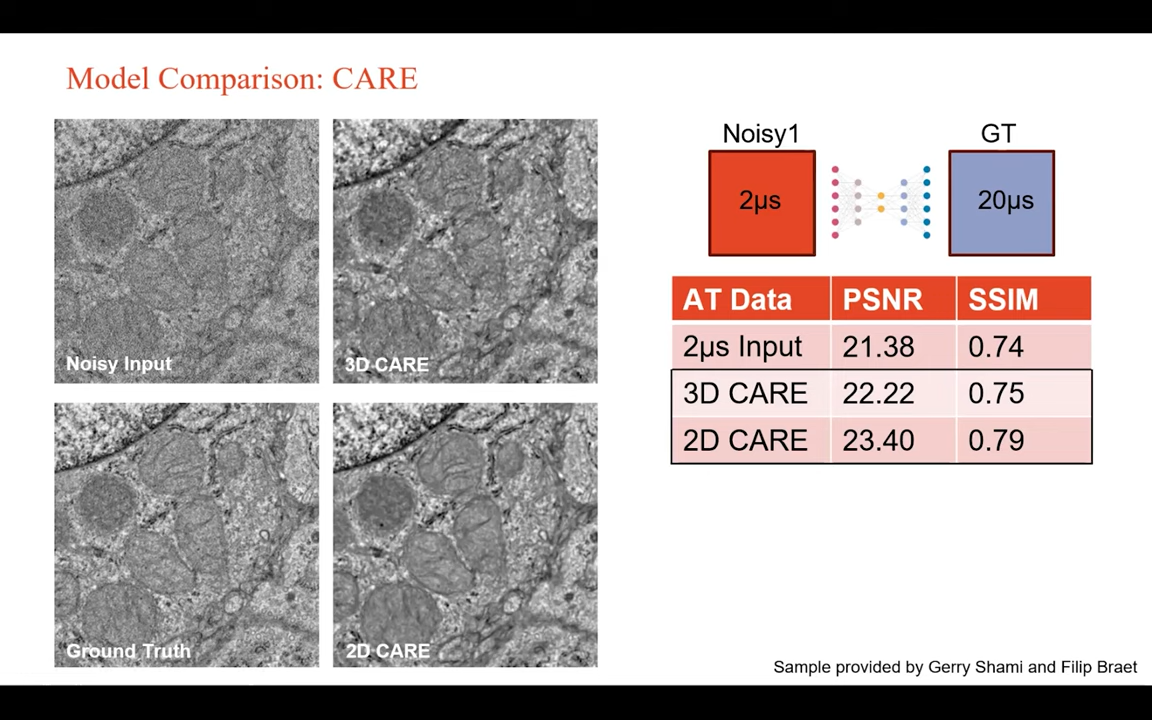 Model Comparison: CARE
Noisy Input
3D CARE
Ground Truth
2D CARE
Noisy1
GT
2µs
20µs
AT Data PSNR SSIM
2µs Input 21.38 0.74
3D CARE 22.22 0.75
2D CARE 23.40 0.79
Sample provided by Gerry Shami and Filip Braet